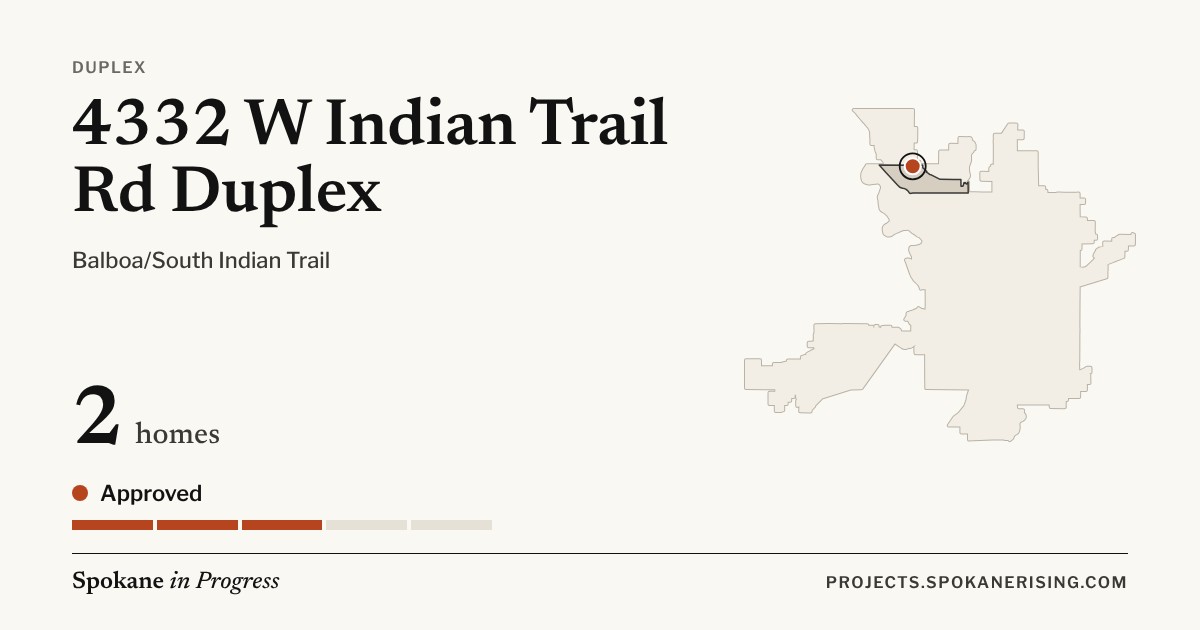 DUPLEX
4332 W Indian Trail
Rd Duplex
Balboa/South Indian Trail
2 homes
Approved
Spokane in Progress
PROJECTS.SPOKANERISING.COM